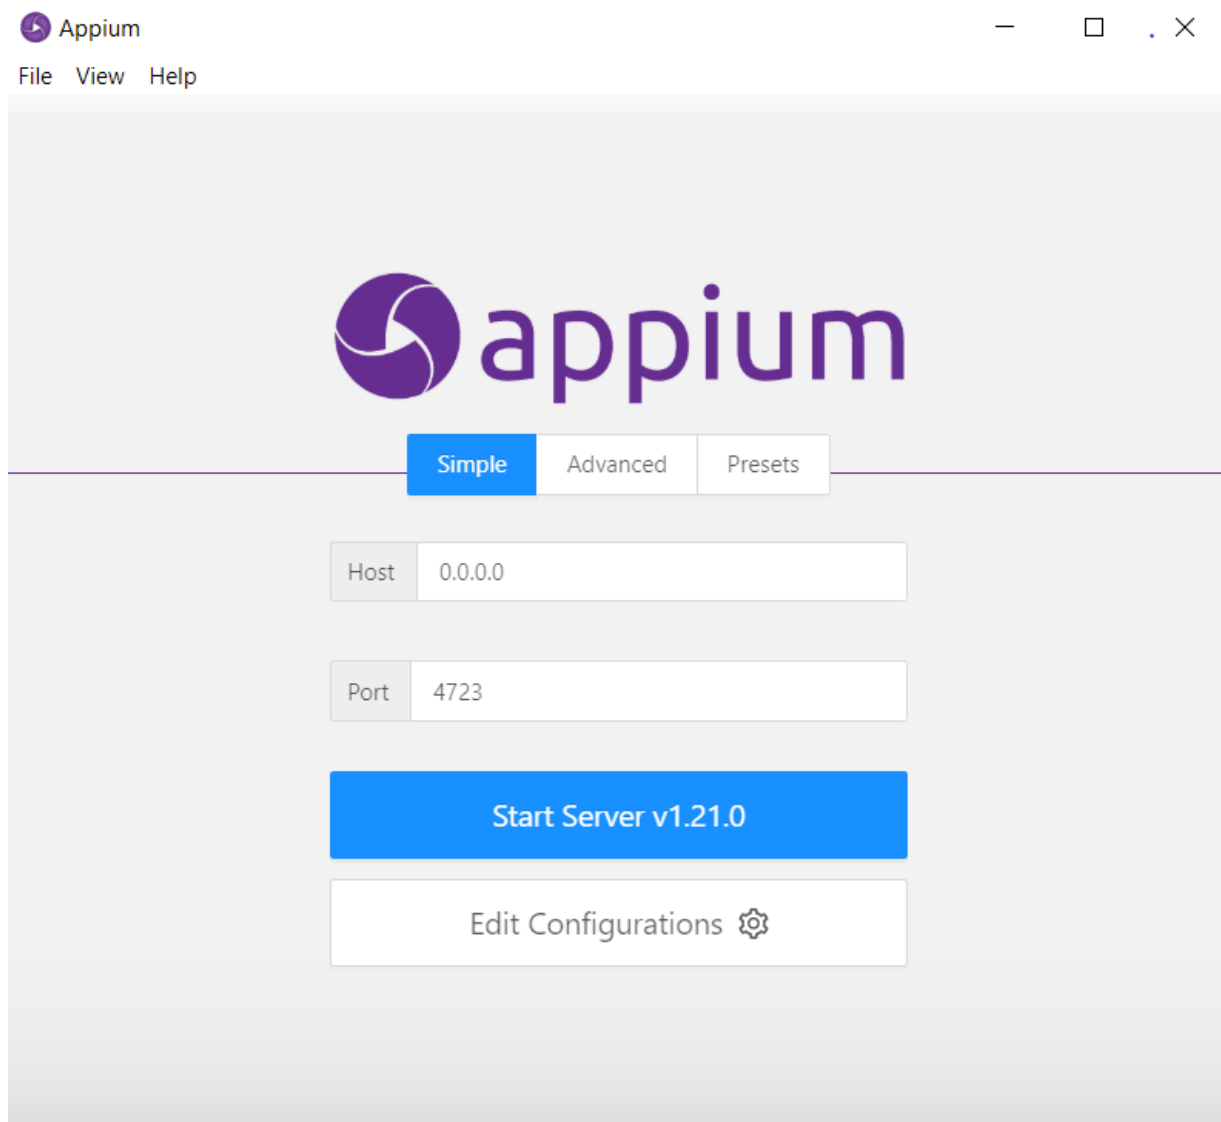 Appium
File View Help
appium
Simple Advanced Presets
Host 0.0.0.0
Port 4723
Start Server v1.21.0
Edit Configurations